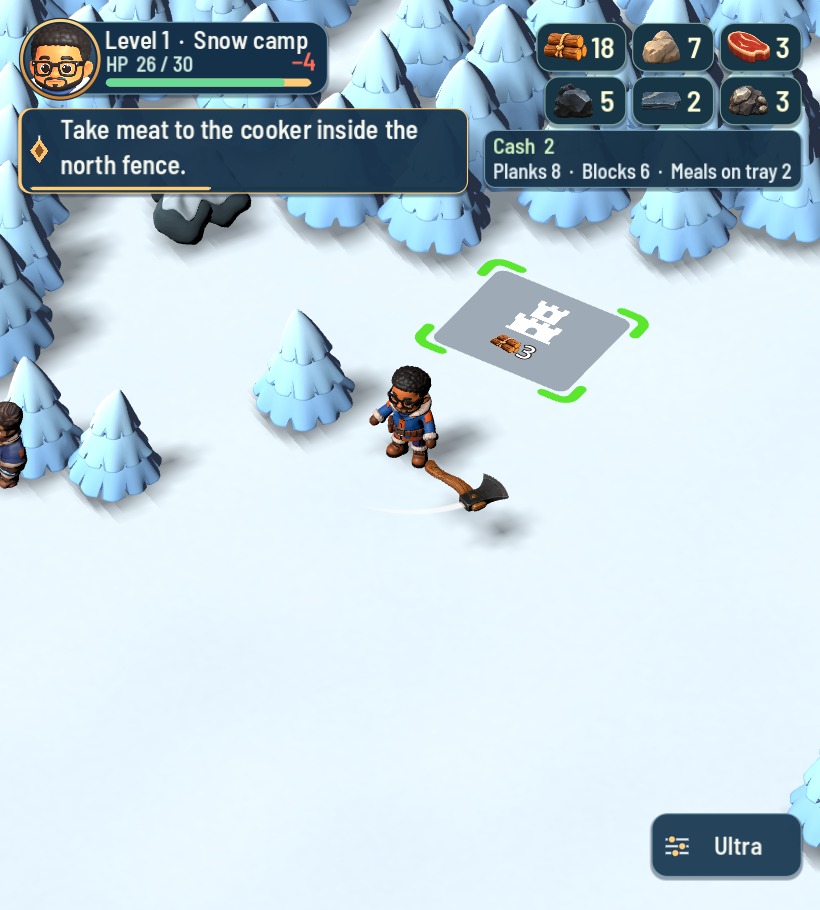 Level 1 · Snow camp
HP 26 / 30
−4
18
7
3
5
2
3
Take meat to the cooker inside the
north fence.
Cash 2
Planks 8 · Blocks 6 · Meals on tray 2
3
Ultra